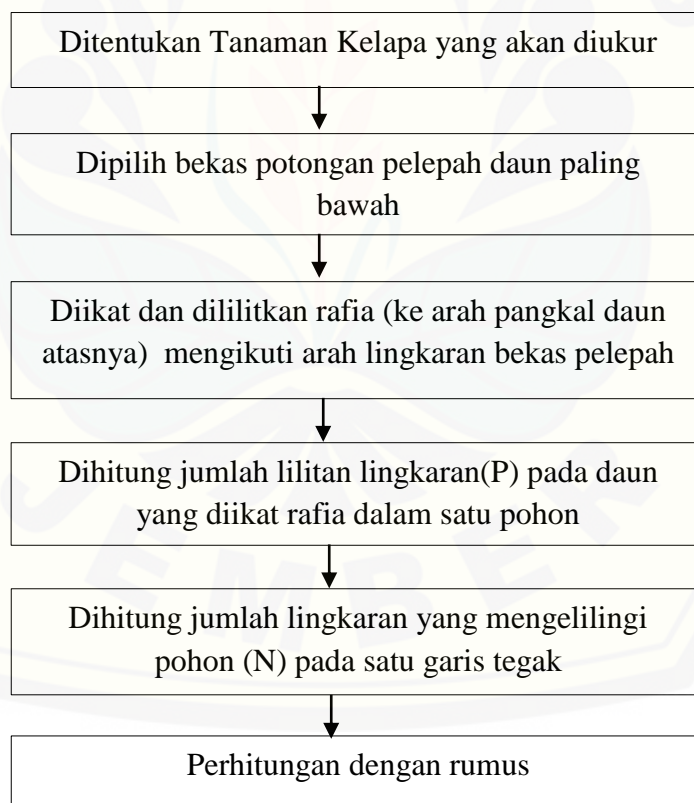 Ditentukan Tanaman Kelapa yang akan diukur
Dipilih bekas potongan pelepah daun paling
bawah
Diikat dan dililitkan rafia (ke arah pangkal daun
atasnya) mengikuti arah lingkaran bekas pelepah
Dihitung jumlah lilitan lingkaran(P) pada daun
yang diikat rafia dalam satu pohon
JEMBER
Dihitung jumlah lingkaran yang mengelilingi
pohon (N) pada satu garis tegak
Perhitungan dengan rumus